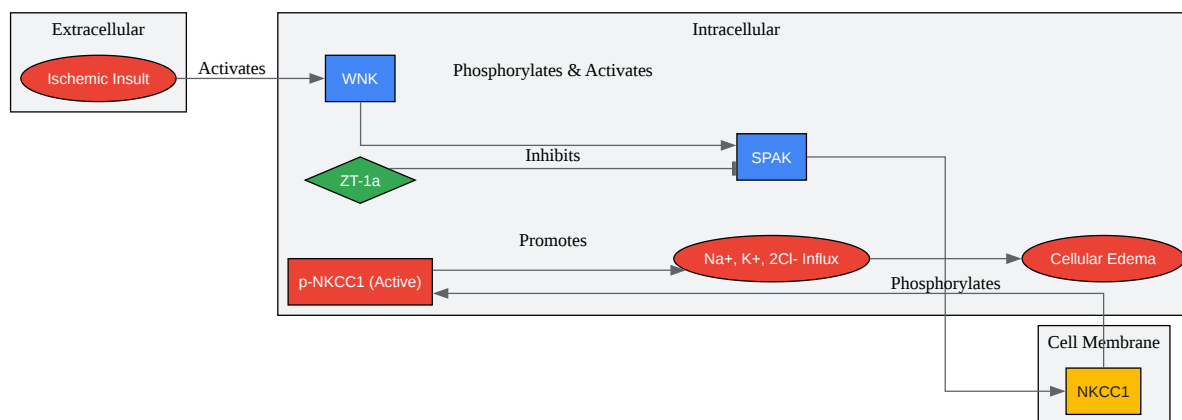 Extracellular
Intracellular
Ischemic Insult
Activates
WNK
Phosphorylates & Activates
Inhibits
SPAK
ZT-1a
Promotes
Na+, K+, 2Cl- Influx
Cellular Edema
p-NKCC1 (Active)
Phosphorylates
Cell Membrane
NKCC1